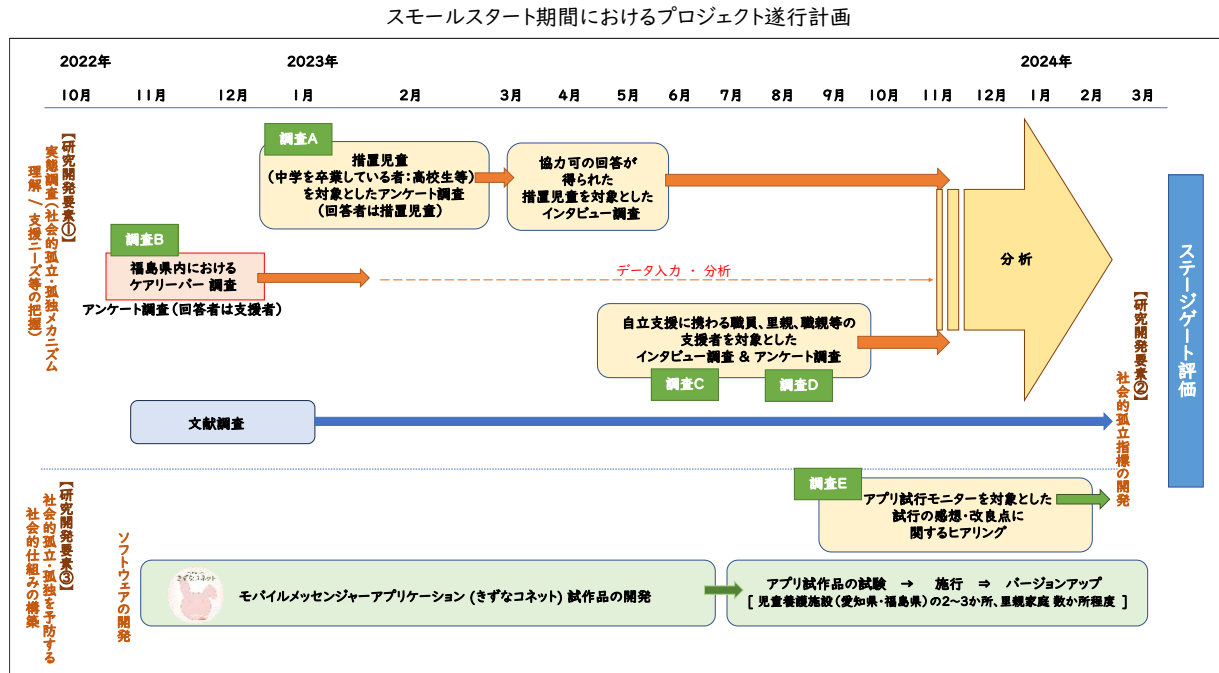 スモールスタート期間におけるプロジェクト遂行計画
2022年
2023年
2024年
10月
11月
12月
1月
2月
3月
4月
5月
6月
7月
8月
9月
10月
11月
12月
1月
2月
3月
【研究開発要素①】
実態調査(社会的孤立・孤独メカニズム
理解 / 支援ニーズ等の把握)
調査A
措置児童
(中学を卒業している者:高校生等)
を対象としたアンケート調査
(回答者は措置児童)
協力可の回答が
得られた
措置児童を対象とした
インタビュー調査
調査B
福島県内における
ケアリーバー 調査
アンケート調査(回答者は支援者)
データ入力 ・ 分析
分析
自立支援に携わる職員、里親、職親等の
支援者を対象とした
インタビュー調査 & アンケート調査
調査C
調査D
文献調査
【研究開発要素②】
社会的孤立指標の開発
ステージゲート評価
【研究開発要素③】
社会的孤立・孤独を予防する
社会的仕組みの構築
ソフトウェアの開発
調査E
アプリ試行モニターを対象とした
試行の感想・改良点に
関するヒアリング
きずなコネット
モバイルメッセンジャーアプリケーション (きずなコネット) 試作品の開発
アプリ試作品の試験 → 施行 ⇒ バージョンアップ
[ 児童養護施設(愛知県・福島県)の2～3か所、里親家庭 数か所程度 ]